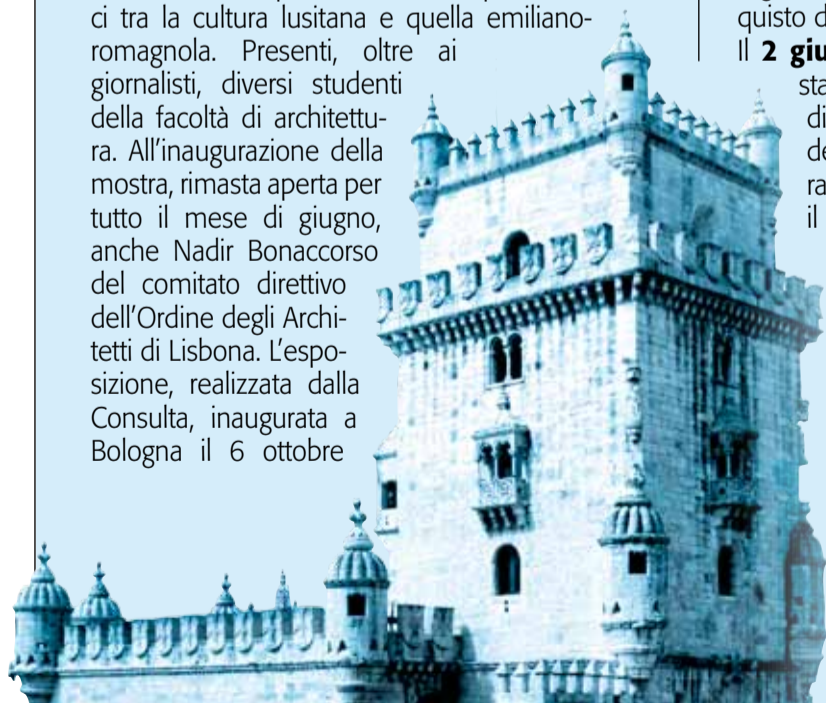 ci tra la cultura lusitana e quella emiliano-
romagnola. Presenti, oltre ai
giornalisti, diversi studenti
della facoltà di architettu-
ra. All'inaugurazione della
mostra, rimasta aperta per
tutto il mese di giugno,
anche Nadir Bonaccorso
del comitato direttivo
dell'Ordine degli Archi-
tetti di Lisbona. L'espo-
sizione, realizzata dalla
Consulta, inaugurata a
Bologna il 6 ottobre
quisto d
Il 2 giu
sta
di
de
ra
il